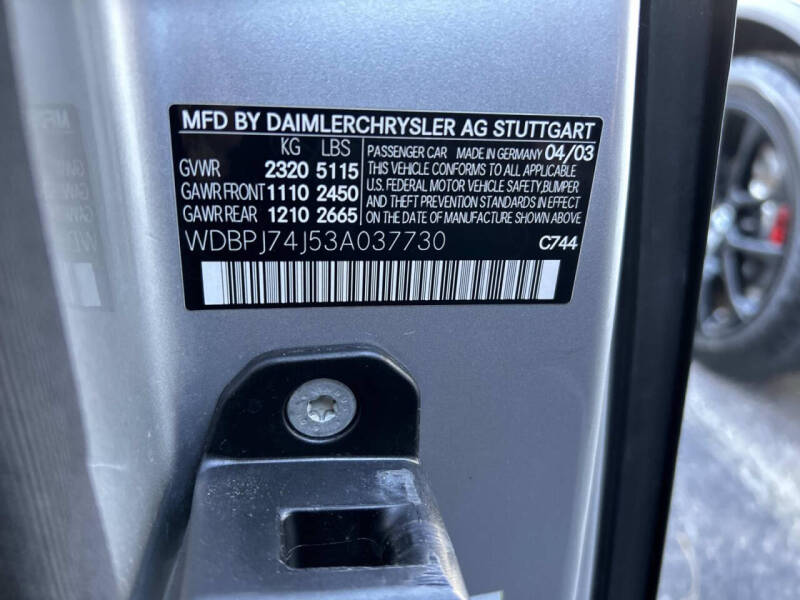 MFD BY DAIMLERCHRYSLER AG STUTTGART
KG LBS
GVWR 2320 5115
GAWR FRONT 1110 2450
GAWR REAR 1210 2665
PASSENGER CAR MADE IN GERMANY 04/03
THIS VEHICLE CONFORMS TO ALL APPLICABLE
U.S. FEDERAL MOTOR VEHICLE SAFETY, BUMPER
AND THEFT PREVENTION STANDARDS IN EFFECT
ON THE DATE OF MANUFACTURE SHOWN ABOVE
WDBPJ74J53A037730
C744